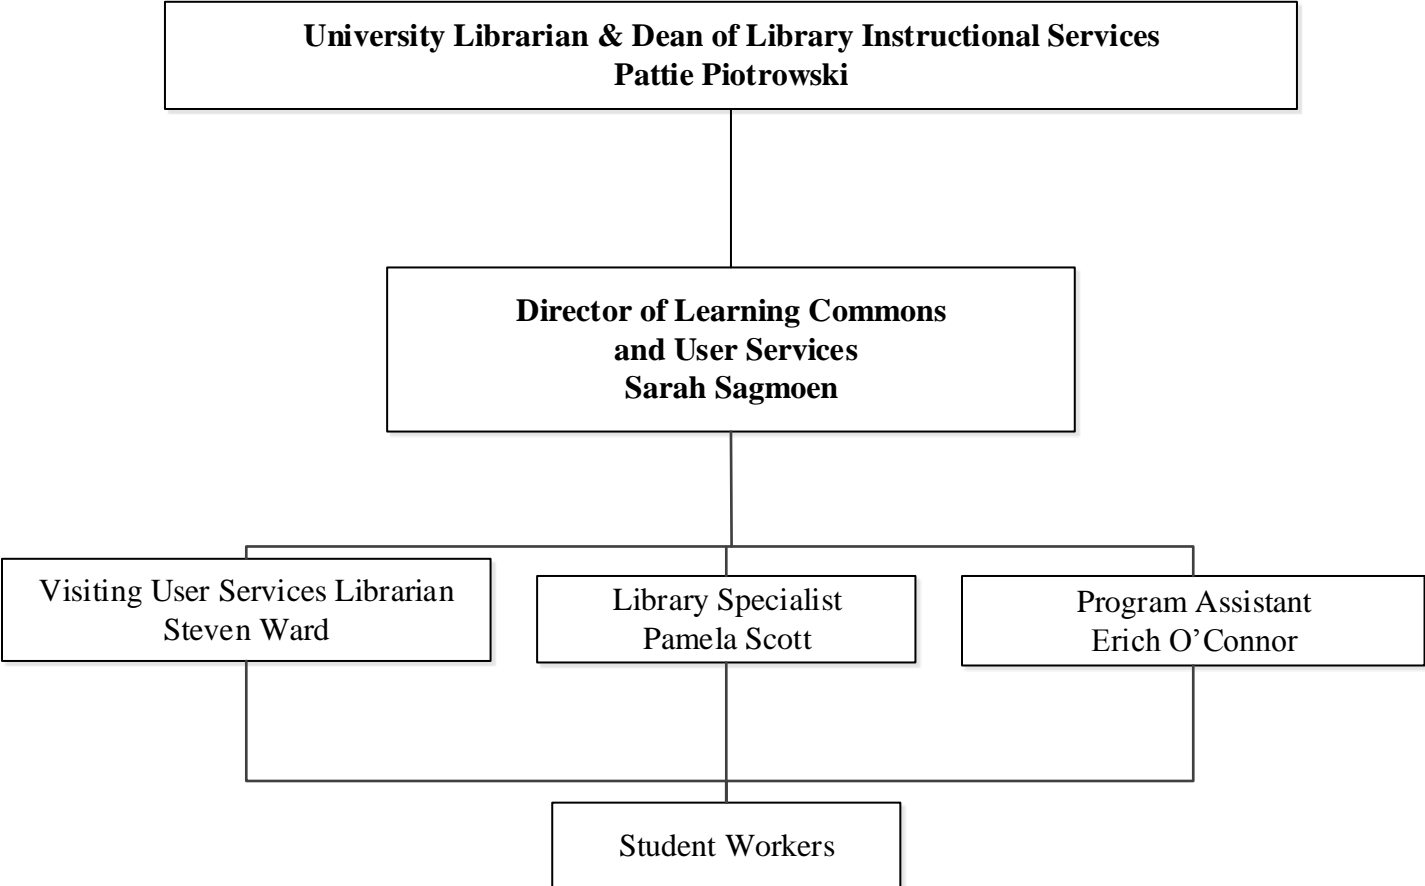 University Librarian & Dean of Library Instructional Services
Pattie Piotrowski
Director of Learning Commons
and User Services
Sarah Sagmoen
Visiting User Services Librarian
Steven Ward
Library Specialist
Pamela Scott
Program Assistant
Erich O’Connor
Student Workers